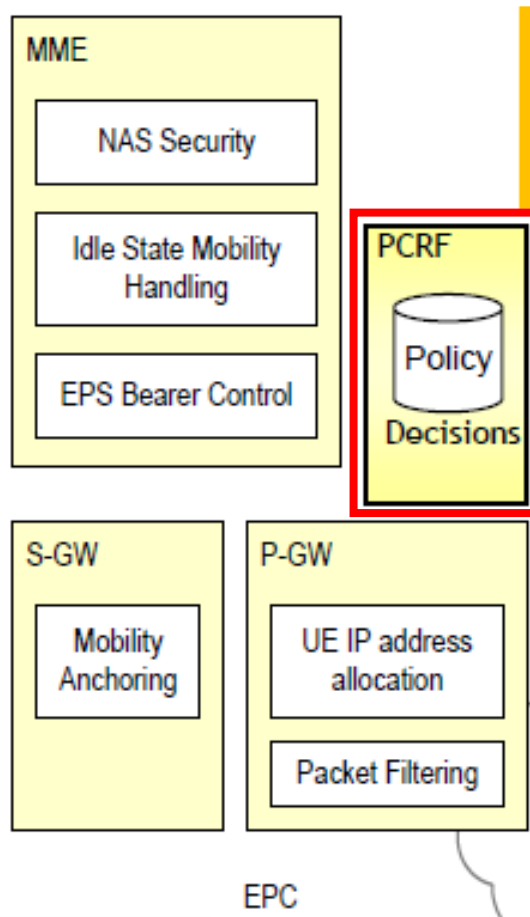 MME
NAS Security
Idle State Mobility
Handling
EPS Bearer Control
PCRF
Policy
Decisions
S-GW
Mobility
Anchoring
P-GW
UE IP address
allocation
Packet Filtering
EPC